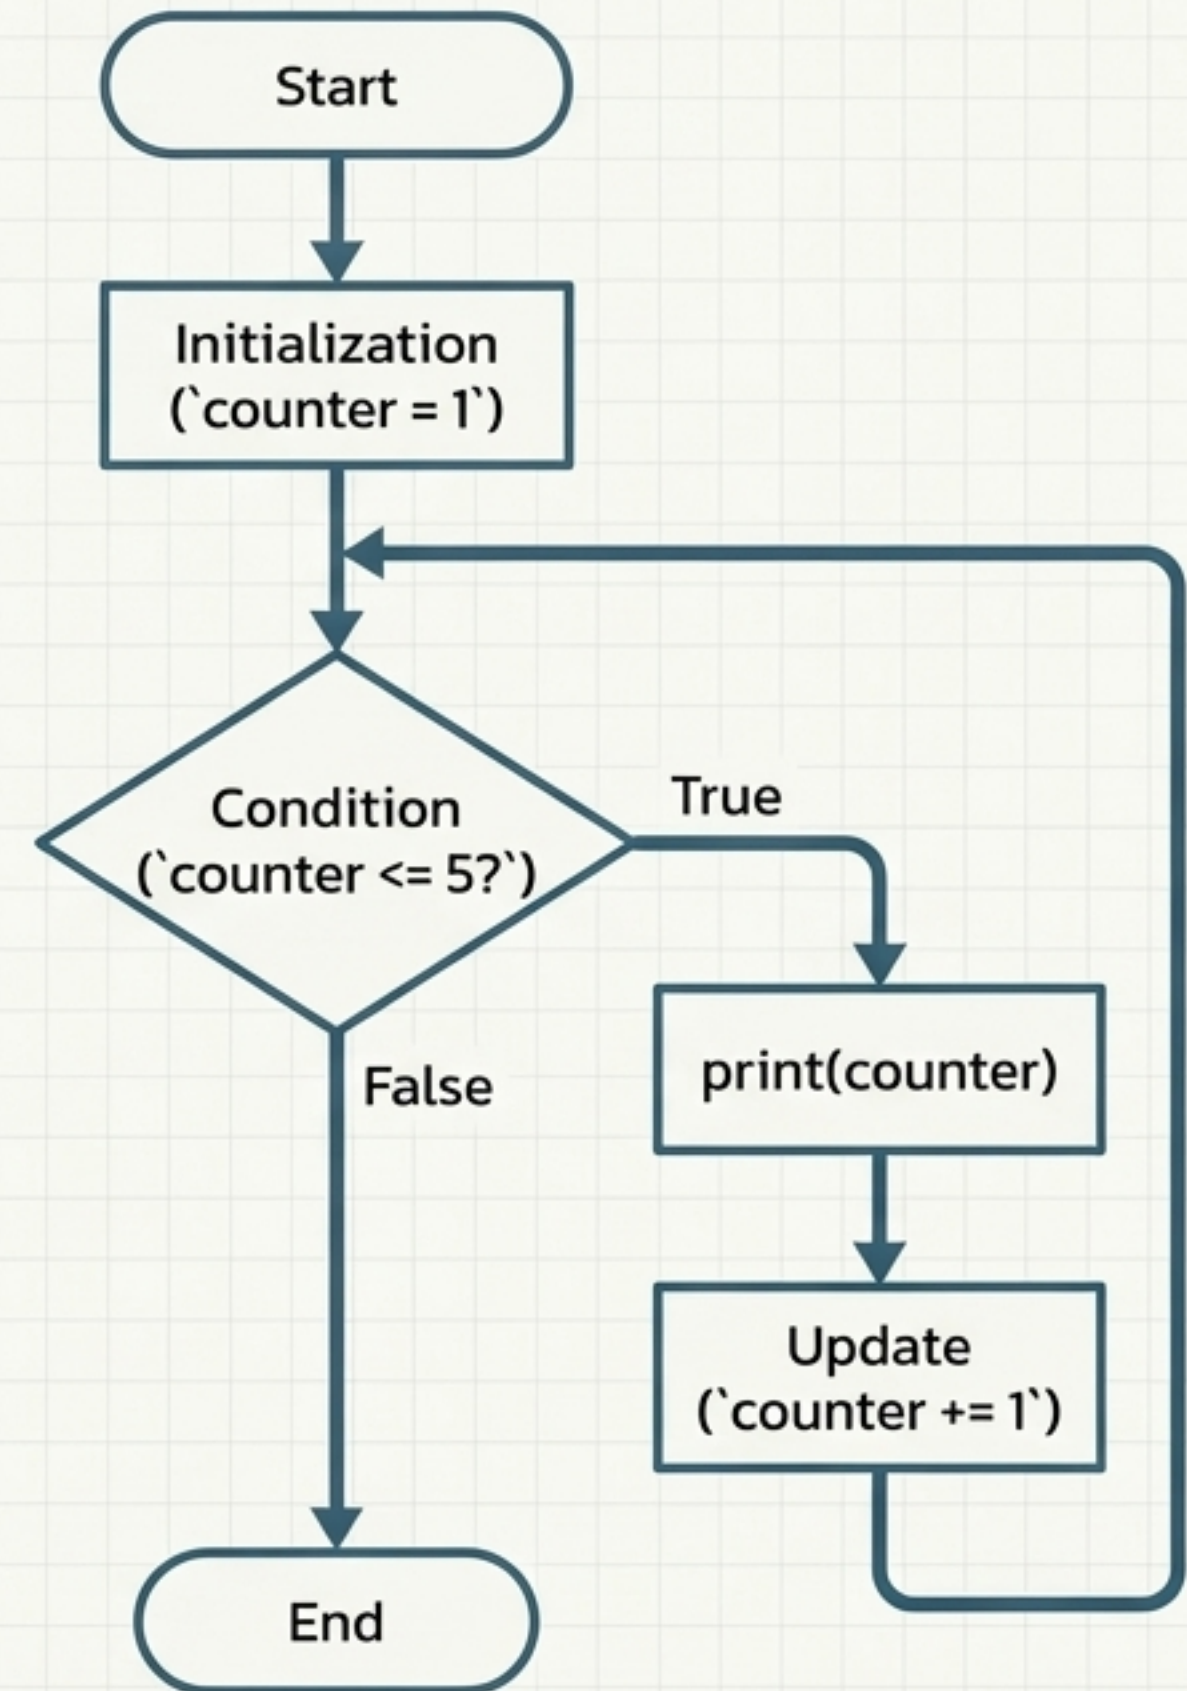 Start
Initialization
(`counter = 1`)
Condition
(`counter <= 5?`)
True
False
print(counter)
Update
(`counter += 1`)
End